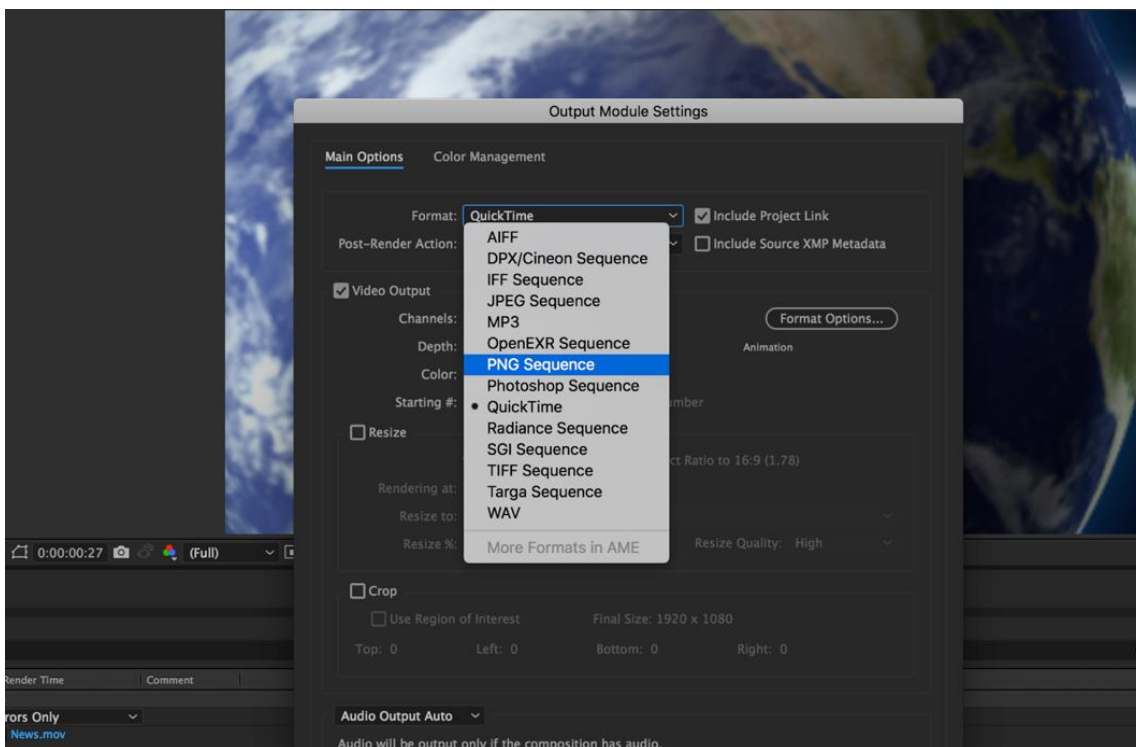 Output Module Settings
Main Options Color Management
Format: QuickTime Include Project Link
Post-Render Action: Include Source XMP Metadata
AIFF
DPX/Cineon Sequence
IFF Sequence
JPEG Sequence
MP3
OpenEXR Sequence
PNG Sequence
Photoshop Sequence
QuickTime
Radiance Sequence
SGI Sequence
TIFF Sequence
Targa Sequence
WAV
More Formats in AME
Video Output
Channels: Format Options...
Depth: Animation
Color:
Starting #:
Resize
Ratio to 16:9 (1.78)
Rendering at:
Resize to:
Resize %: Resize Quality: High
0:00:00:27 (Full)
Crop
Use Region of Interest Final Size: 1920 x 1080
Top: 0 Left: 0 Bottom: 0 Right: 0
Render Time Comment
Only
News.mov
Audio Output Auto
Audio will be output only if the composition has audio.